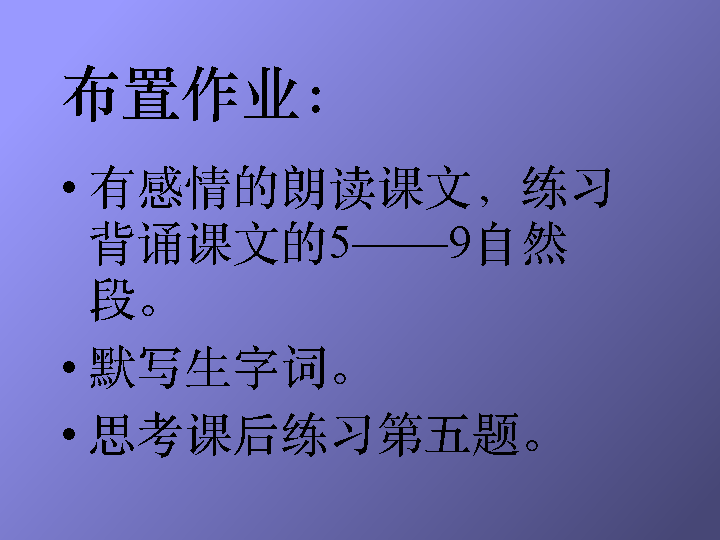 布置作业：
• 有感情的朗读课文，练习
背诵课文的5——9自然
段。
• 默写生字词。
• 思考课后练习第五题。